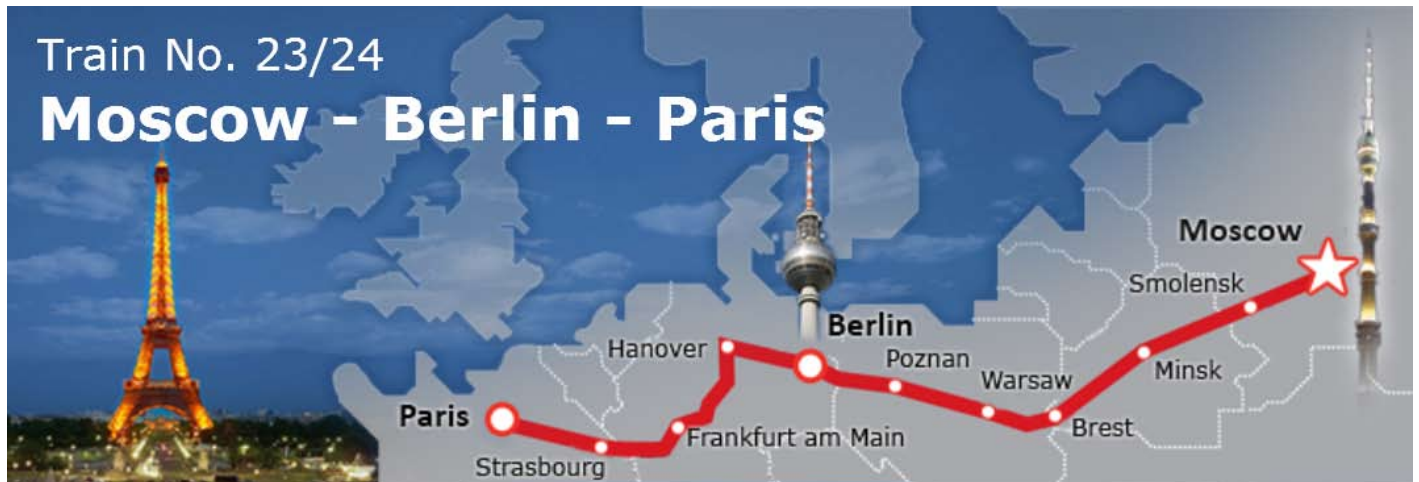 Train No. 23/24
Moscow - Berlin - Paris
Moscow
Smolensk
Berlin
Hanover
Poznan
Minsk
Warsaw
Paris
Brest
Frankfurt am Main
Strasbourg